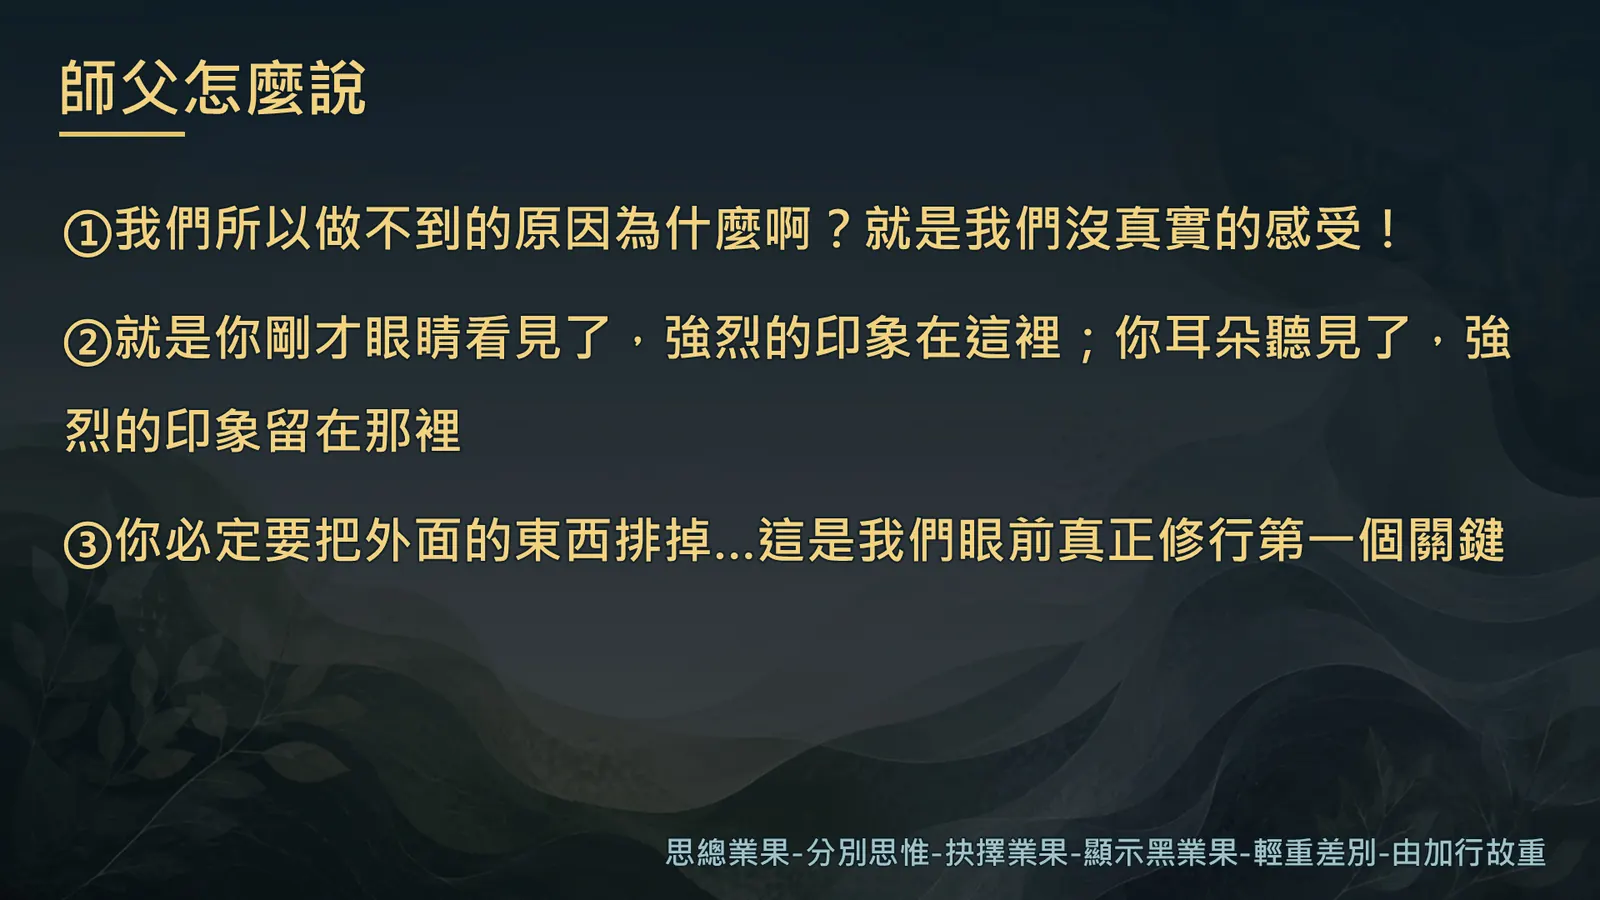 師父怎麼說
①我們所以做不到的原因為什麼啊？就是我們沒真實的感受！
②就是你剛才眼睛看見了，強烈的印象在這裡；你耳朵聽見了，強
烈的印象留在那裡
③你必定要把外面的東西排掉…這是我們眼前真正修行第一個關鍵
思總業果-分別思惟-抉擇業果-顯示黑業果-輕重差別-由加行故重